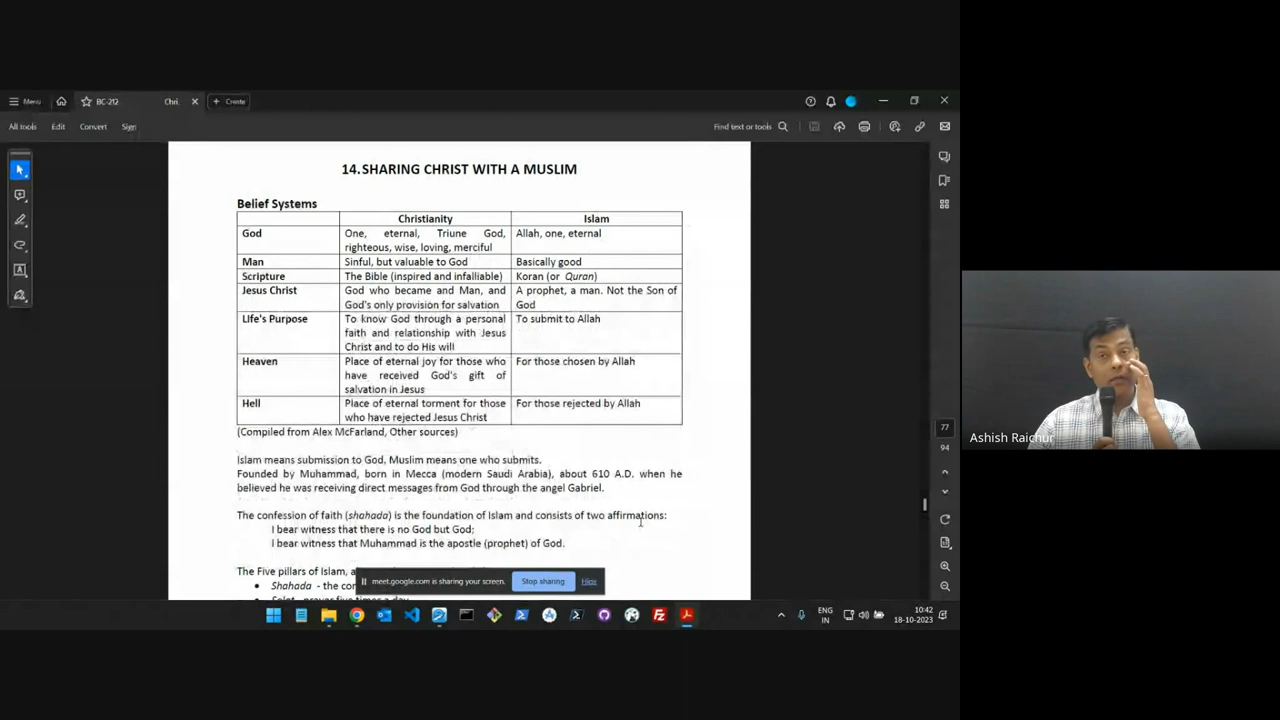 Menu
BC-212
Chri.
Create
All tools
Edit
Convert
Sign
Find text or tools
14.SHARING CHRIST WITH A MUSLIM
Belief Systems
Christianity
Islam
God
One, eternal, Triune God,
righteous, wise, loving, merciful
Allah, one, eternal
Man
Sinful, but valuable to God
Basically good
Scripture
The Bible (inspired and infalliable)
Koran (or Quran)
Jesus Christ
God who became and Man, and
God's only provision for salvation
A prophet, a man. Not the Son of
God
Life's Purpose
To know God through a personal
faith and relationship with Jesus
Christ and to do His will
To submit to Allah
Heaven
Place of eternal joy for those who
have received God's gift of
salvation in Jesus
For those chosen by Allah
Hell
Place of eternal torment for those
who have rejected Jesus Christ
For those rejected by Allah
(Compiled from Alex McFarland, Other sources)
Islam means submission to God, Muslim means one who submits.
Founded by Muhammad, born in Mecca (modern Saudi Arabia), about 610 A.D. when he
believed he was receiving direct messages from God through the angel Gabriel.
The confession of faith (shahada) is the foundation of Islam and consists of two affirmations:
I bear witness that there is no God but God;
I bear witness that Muhammad is the apostle (prophet) of God.
The Five pillars of Islam,
• Shahada - the
meet.google.com is sharing your screen.
Stop sharing
Hide
77
94
Ashish Raichur
ENG
IN
10:42
18-10-2023